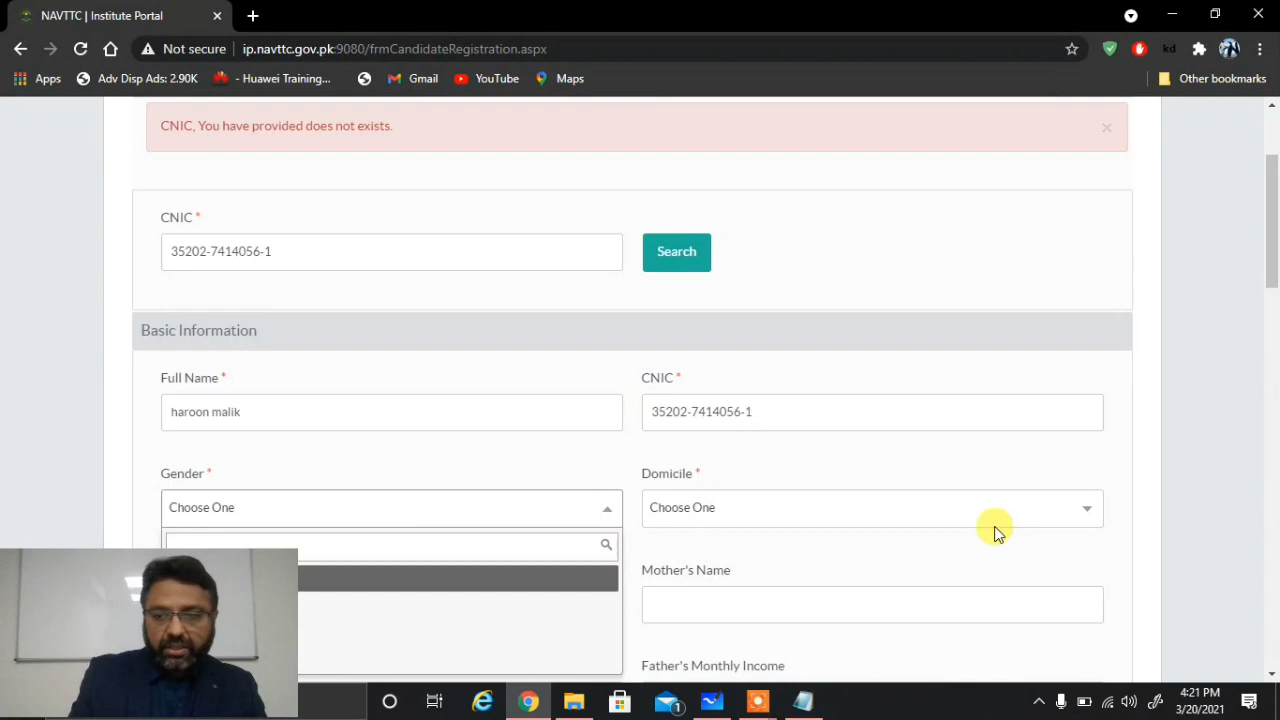 NAVTTC | Institute Portal
Not secure
ip.navttc.gov.pk:9080/frmCandidateRegistration.aspx
kd
Apps
Adv Disp Ads: 2.90K
- Huawei Training...
Gmail
YouTube
Maps
Other bookmarks
CNIC, You have provided does not exists.
CNIC *
35202-7414056-1
Search
Basic Information
Full Name *
CNIC *
haroon malik
35202-7414056-1
Gender *
Domicile *
Choose One
Choose One
Mother's Name
Father's Monthly Income
1
4:21 PM
3/20/2021